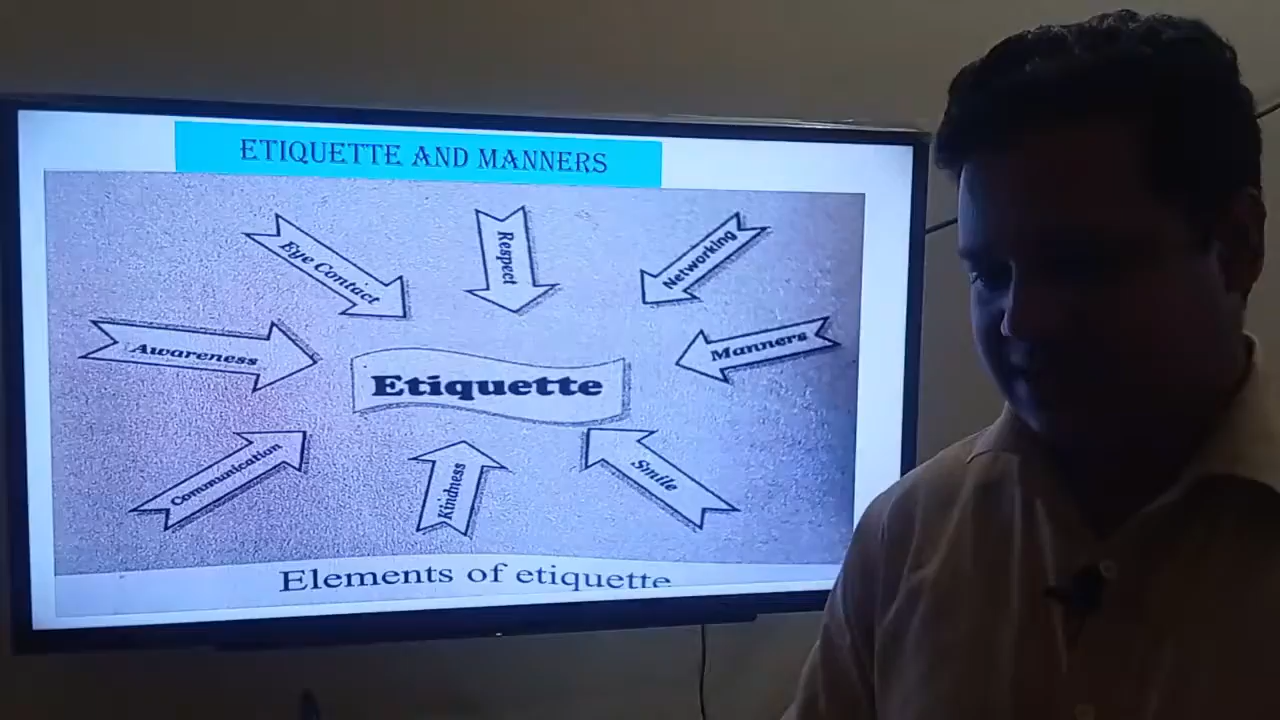 ETIQUETTE AND MANNERS
Eye Contact
Respect
Networking
Awareness
Manners
Etiquette
Communication
Kindness
Smile
Elements of etiquette